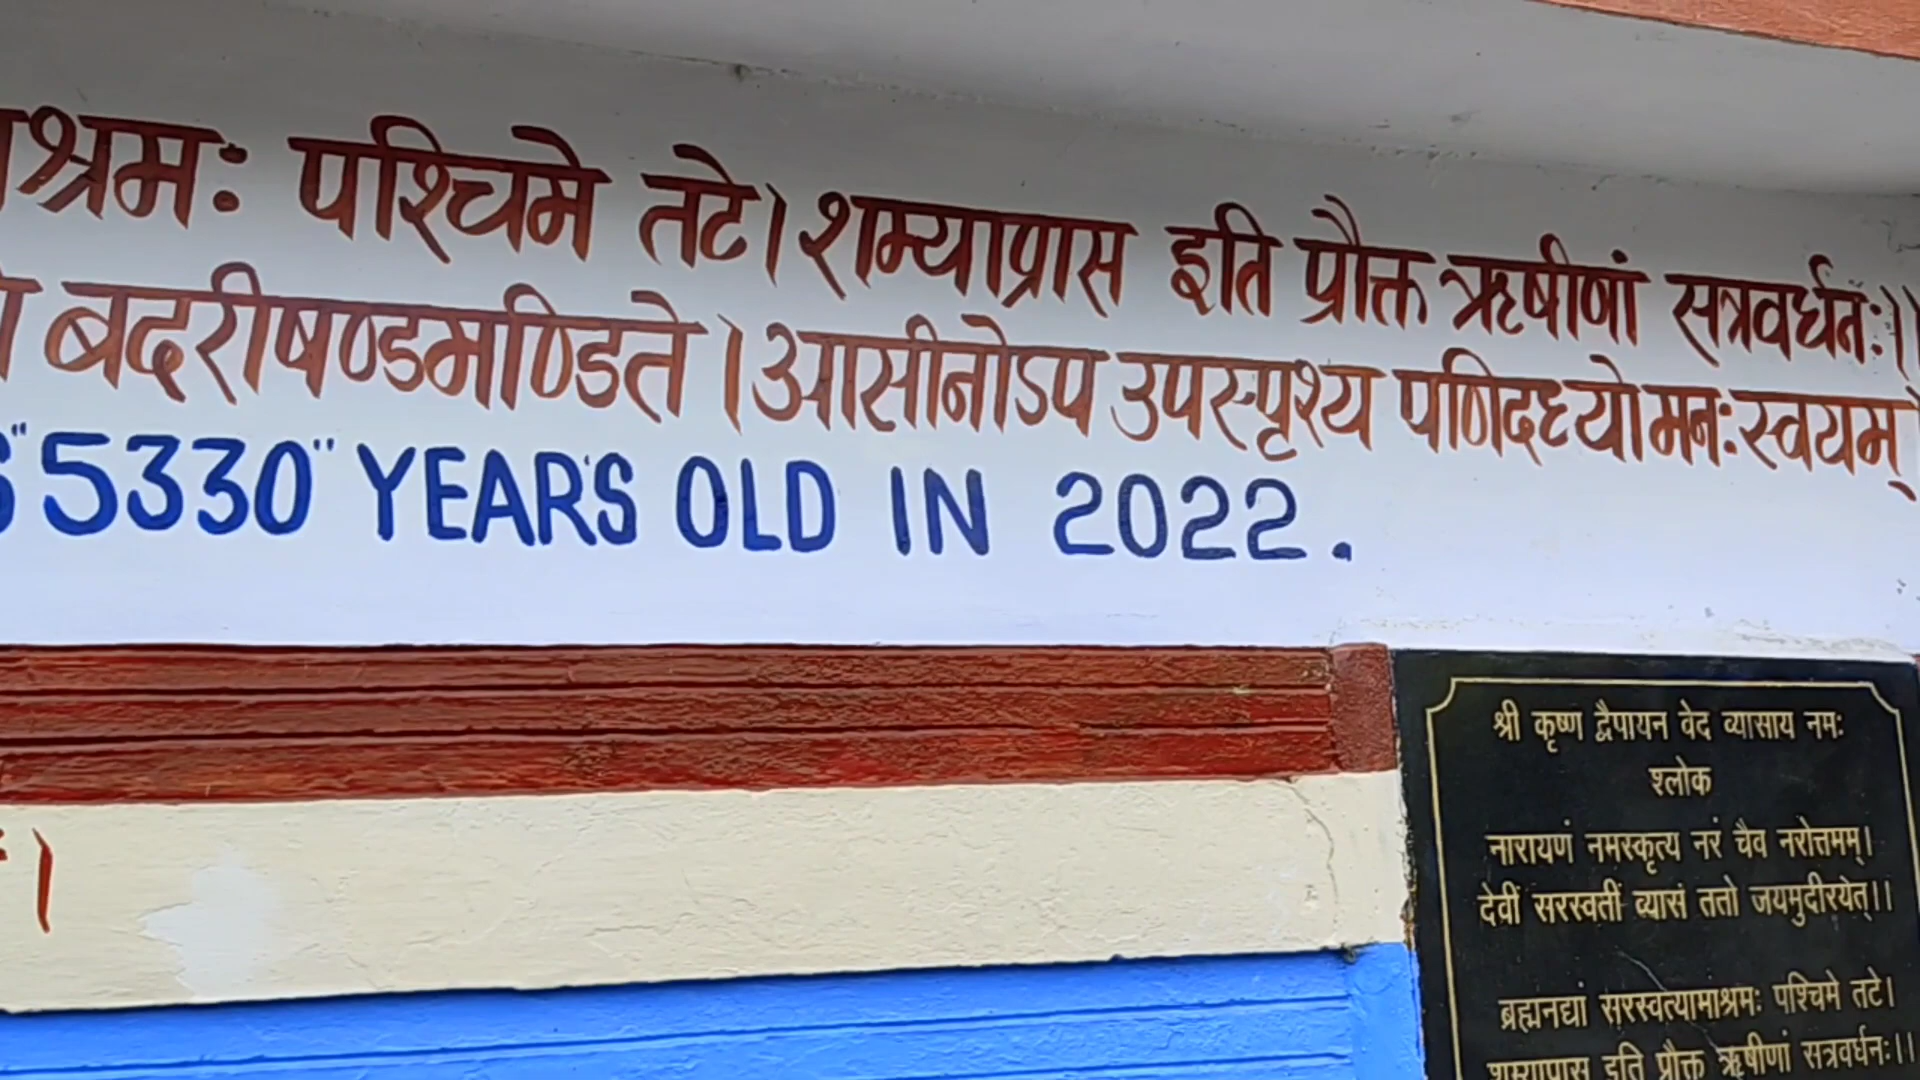 श्रमः पश्चिमे तटे। शम्याप्रास इति प्रौक्त ऋषीणां सत्रवर्धनः।।
बदरीषण्डमण्डिते। आसीनोऽप उपस्पृश्य पणिदध्यो मनः स्वयम्
"5330" YEAR'S OLD IN 2022.
श्री कृष्ण द्वैपायन वेद व्यासाय नमः
श्लोक
नारायणं नमस्कृत्य नरं चैव नरोत्तमम्।
देवीं सरस्वतीं व्यासं ततो जयमुदीरयेत्।।
ब्रह्मनद्यां सरस्वत्यामाश्रमः पश्चिमे तटे।
शम्याप्रास इति प्रौक्त ऋषीणां सत्रवर्धनः।।